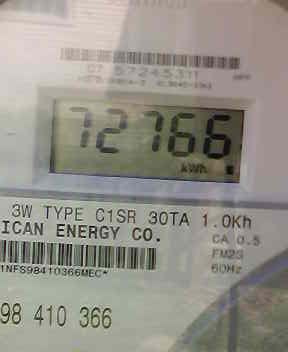 72766
kWh
3W TYPE C1SR 30TA 1.0Kh
ICAN ENERGY CO.
CA 0.5
FM2S
60Hz
1NFS98410366MEC*
98 410 366